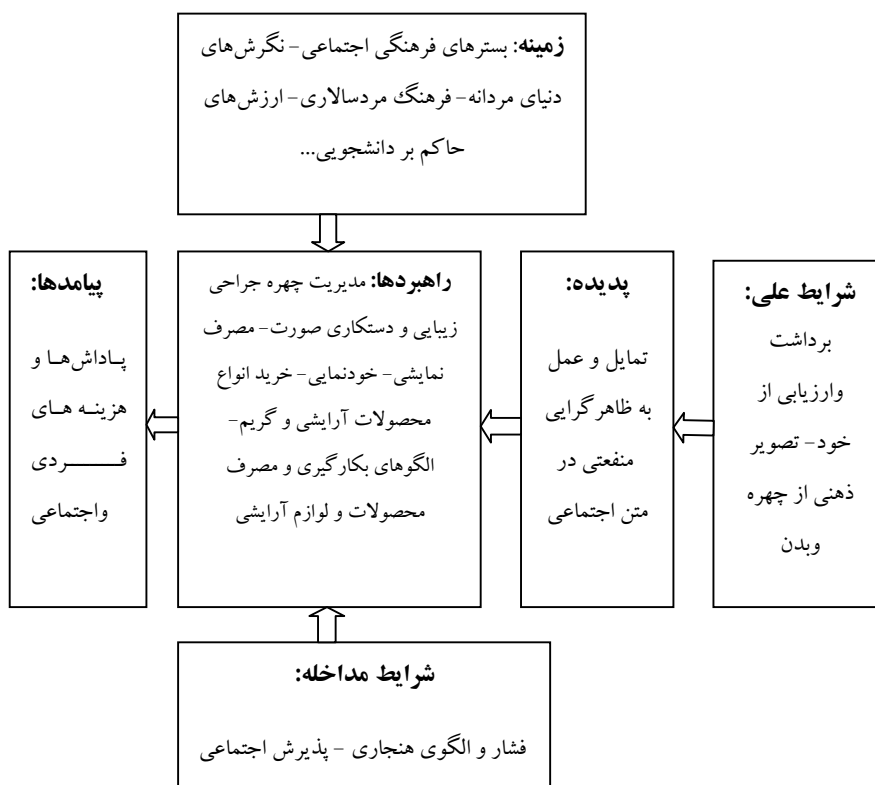 زمینه: بسترهای فرهنگی اجتماعی- نگرش‌های
دنیای مردانه- فرهنگ مردسالاری- ارزش‌های
حاکم بر دانشجویی...
شرایط علی:
برداشت
وارزیابی از
خود- تصویر
ذهنی از چهره
وبدن
پدیده:
تمایل و عمل
به ظاهرگرایی
منفعتی در
متن اجتماعی
راهبردها: مدیریت چهره جراحی
زیبایی و دستکاری صورت- مصرف
نمایشی- خودنمایی- خرید انواع
محصولات آرایشی و گریم-
الگوهای بکارگیری و مصرف
محصولات و لوازم آرایشی
پیامدها:
پاداش‌ها و
هزینه های
فردی
واجتماعی
شرایط مداخله:
فشار و الگوی هنجاری - پذیرش اجتماعی